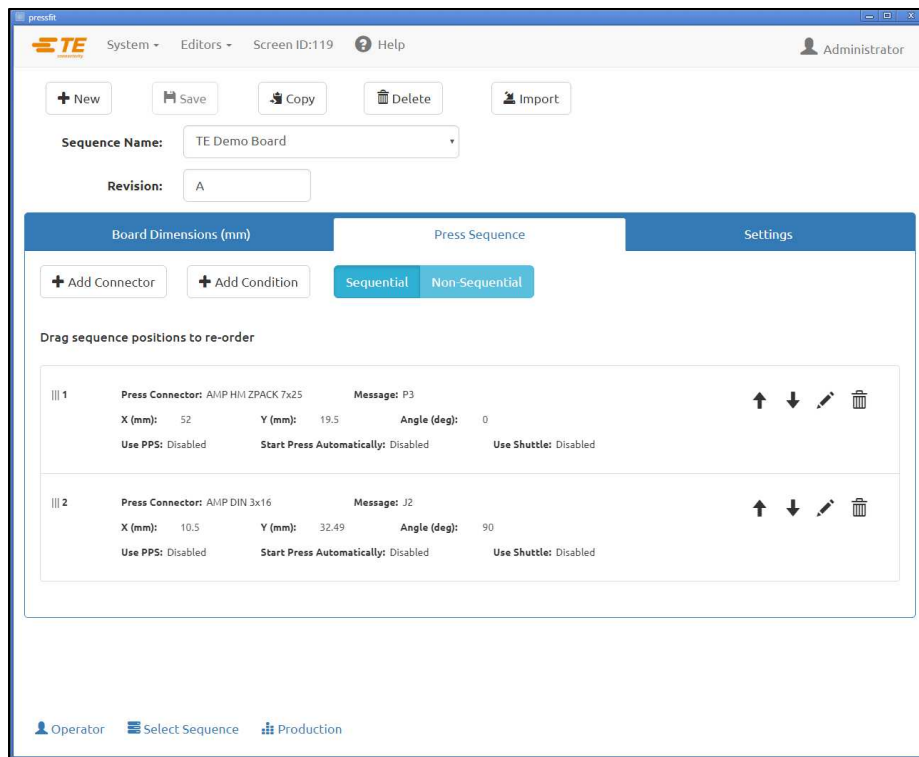 pressfit
TE connectivity System Editors Screen ID:119 Help Administrator
New Save Copy Delete Import
Sequence Name: TE Demo Board
Revision: A
Board Dimensions (mm) Press Sequence Settings
Add Connector Add Condition Sequential Non-Sequential
Drag sequence positions to re-order
1 Press Connector: AMP HM ZPACK 7x25 Message: P3
X (mm): 52 Y (mm): 19.5 Angle (deg): 0
Use PPS: Disabled Start Press Automatically: Disabled Use Shuttle: Disabled
2 Press Connector: AMP DIN 3x16 Message: J2
X (mm): 10.5 Y (mm): 32.49 Angle (deg): 90
Use PPS: Disabled Start Press Automatically: Disabled Use Shuttle: Disabled
Operator Select Sequence Production